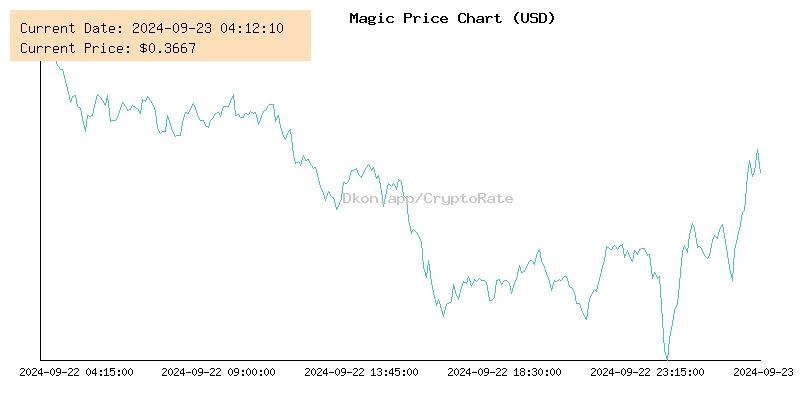 Magic Price Chart (USD)
Current Date: 2024-09-23 04:12:10
Current Price: $0.3667
Dkon.app/CryptoRate
2024-09-22 04:15:00
2024-09-22 09:00:00
2024-09-22 13:45:00
2024-09-22 18:30:00
2024-09-22 23:15:00
2024-09-23